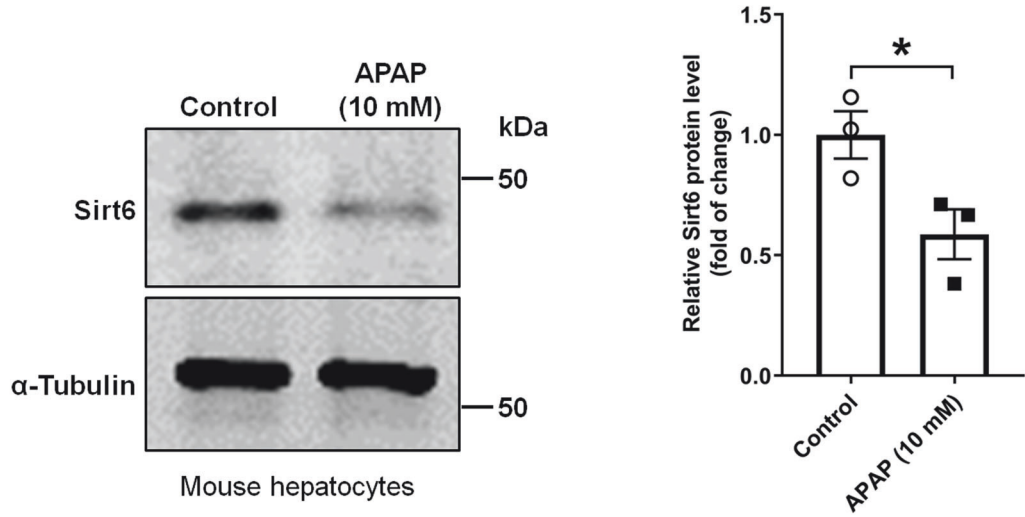 Control
APAP
(10 mM)
kDa
50
Sirt6
α-Tubulin
50
Mouse hepatocytes
Relative Sirt6 protein level
(fold of change)
1.5
1.0
0.5
0.0
*
Control
APAP (10 mM)